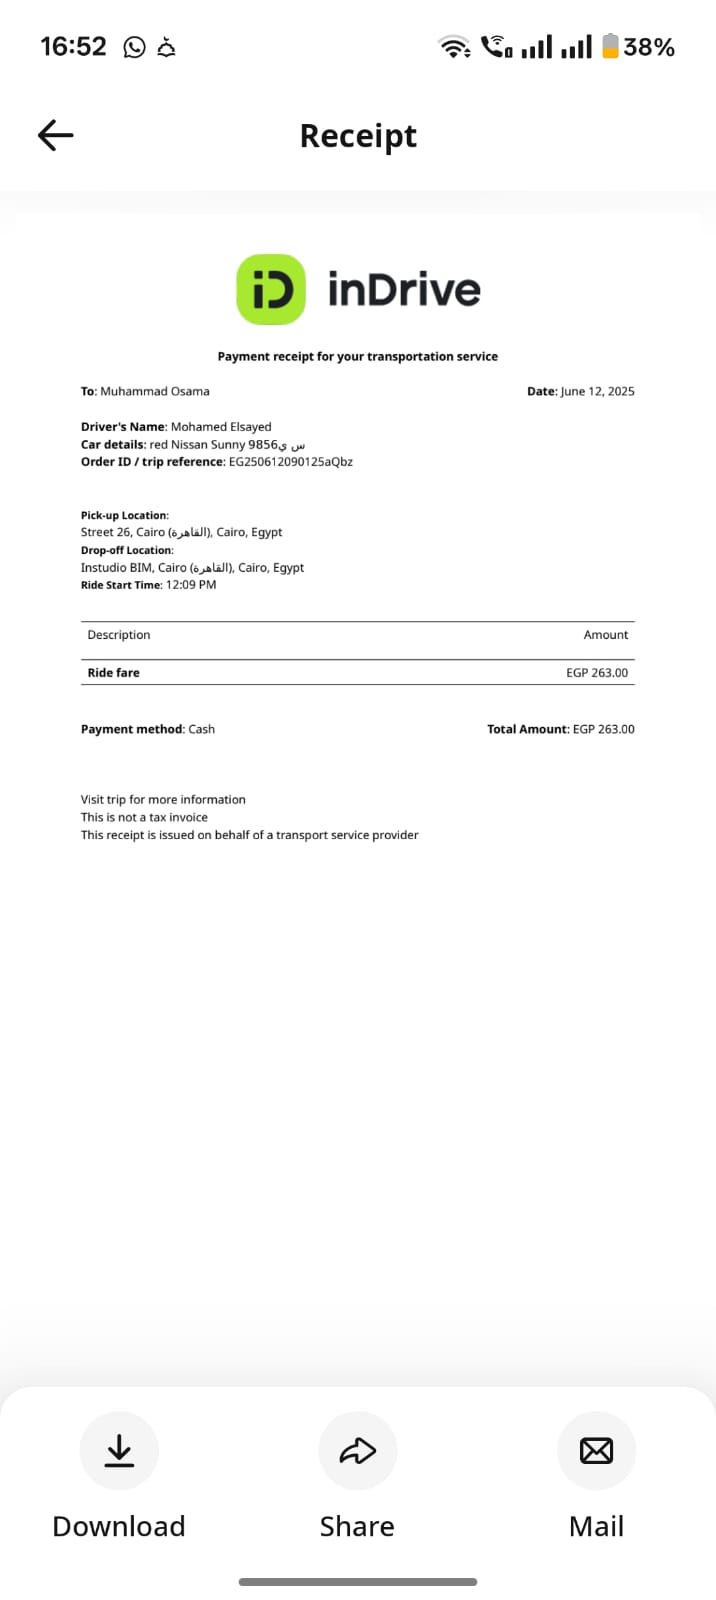 16:52
38%
Receipt
iD inDrive
Payment receipt for your transportation service
To: Muhammad Osama Date: June 12, 2025
Driver's Name: Mohamed Elsayed
Car details: red Nissan Sunny 9856س ي
Order ID / trip reference: EG250612090125aQbz
Pick-up Location:
Street 26, Cairo (القاهرة), Cairo, Egypt
Drop-off Location:
Instudio BIM, Cairo (القاهرة), Cairo, Egypt
Ride Start Time: 12:09 PM
Description Amount
Ride fare EGP 263.00
Payment method: Cash Total Amount: EGP 263.00
Visit trip for more information
This is not a tax invoice
This receipt is issued on behalf of a transport service provider
Download Share Mail